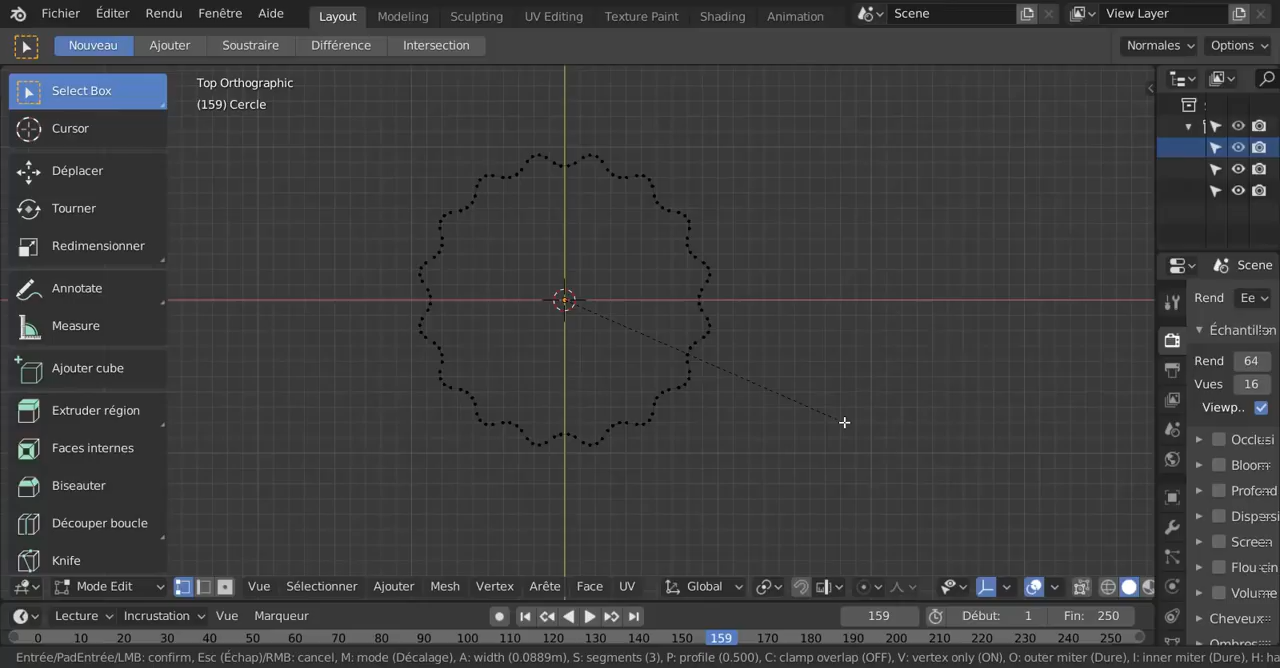 Fichier Éditer Rendu Fenêtre Aide Layout Modeling Sculpting UV Editing Texture Paint Shading Animation Scene View Layer
Nouveau Ajouter Soustraire Différence Intersection Normales Options
Top Orthographic
(159) Cercle
Select Box
Cursor
Déplacer
Tourner
Redimensionner
Annotate
Measure
Ajouter cube
Extruder région
Faces internes
Biseauter
Découper boucle
Knife
Scene
Rend Ee
Échantillon
Rend 64
Vues 16
Viewp..
Occlusi
Bloom
Profond
Dispersi
Screen
Flou cin
Volume
Cheveux
Ombres
Mode Edit Vue Sélectionner Ajouter Mesh Vertex Arête Face UV Global
Lecture Incrustation Vue Marqueur 159 Début: 1 Fin: 250
0 10 20 30 40 50 60 70 80 90 100 110 120 130 140 150 159 170 180 190 200 210 220 230 240 250
Entrée/PadEntrée/LMB: confirm, Esc (Échap)/RMB: cancel, M: mode (Décalage), A: width (0.0889m), S: segments (3), P: profile (0.500), C: clamp overlap (OFF), V: vertex only (ON), O: outer miter (Dure), I: inner miter (Dure), H: h